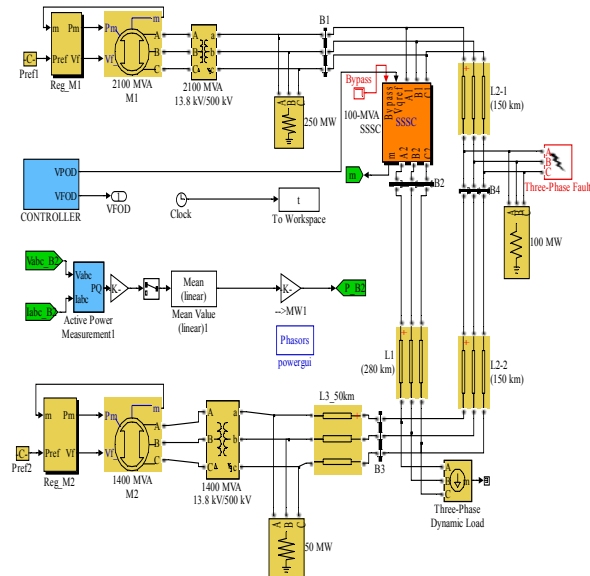 B1
m Pm Pm m A A a
B B b
Pref Vf Vf C C c
-C-
Pref1
Reg_M1
2100 MVA
M1
2100 MVA
13.8 kV/500 kV
A B C
250 MW
Bypass
100-MVA
SSSC
Bypass
Vqref
A1
B1
C1
SSSC
m
A2
B2
C2
m
B2
L2-1
(150 km)
A
B
C
Three-Phase Fault
B4
A B C
100 MW
VPOD
VFOD
CONTROLLER
VFOD
Clock
t
To Workspace
Vabc_B2
Iabc_B2
Vabc
Iabc
PQ
Active Power
Measurement1
K-
Mean
(linear)
Mean Value
(linear)1
K-
-->MW1
P_B2
Phasors
powergui
L1
(280 km)
L2-2
(150 km)
m Pm Pm m A A a
B B b
Pref Vf Vf C C c
-C-
Pref2
Reg_M2
1400 MVA
M2
1400 MVA
13.8 kV/500 kV
L3_50km
B3
A
B
C
m
Three-Phase
Dynamic Load
A B C
50 MW